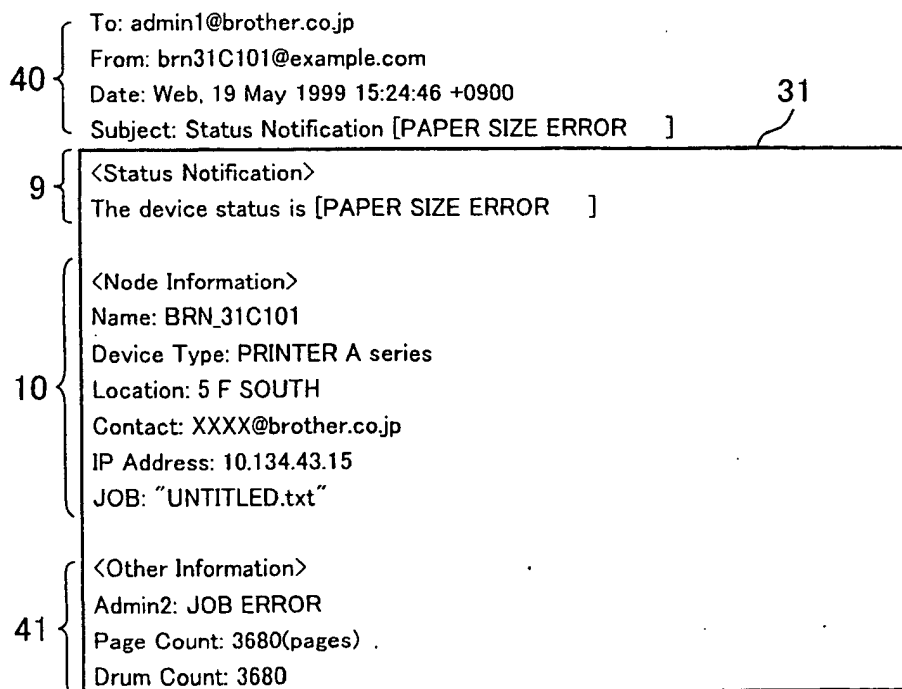 To: admin1@brother.co.jp
From: brn31C101@example.com
40
Date: Web, 19 May 1999 15:24:46 +0900
31
Subject: Status Notification [PAPER SIZE ERROR ]
<Status Notification>
9
The device status is [PAPER SIZE ERROR ]
<Node Information>
Name: BRN_31C101
Device Type: PRINTER A series
10
Location: 5 F SOUTH
Contact: XXXX@brother.co.jp
IP Address: 10.134.43.15
JOB: "UNTITLED.txt"
<Other Information>
Admin2: JOB ERROR
41
Page Count: 3680(pages)
Drum Count: 3680